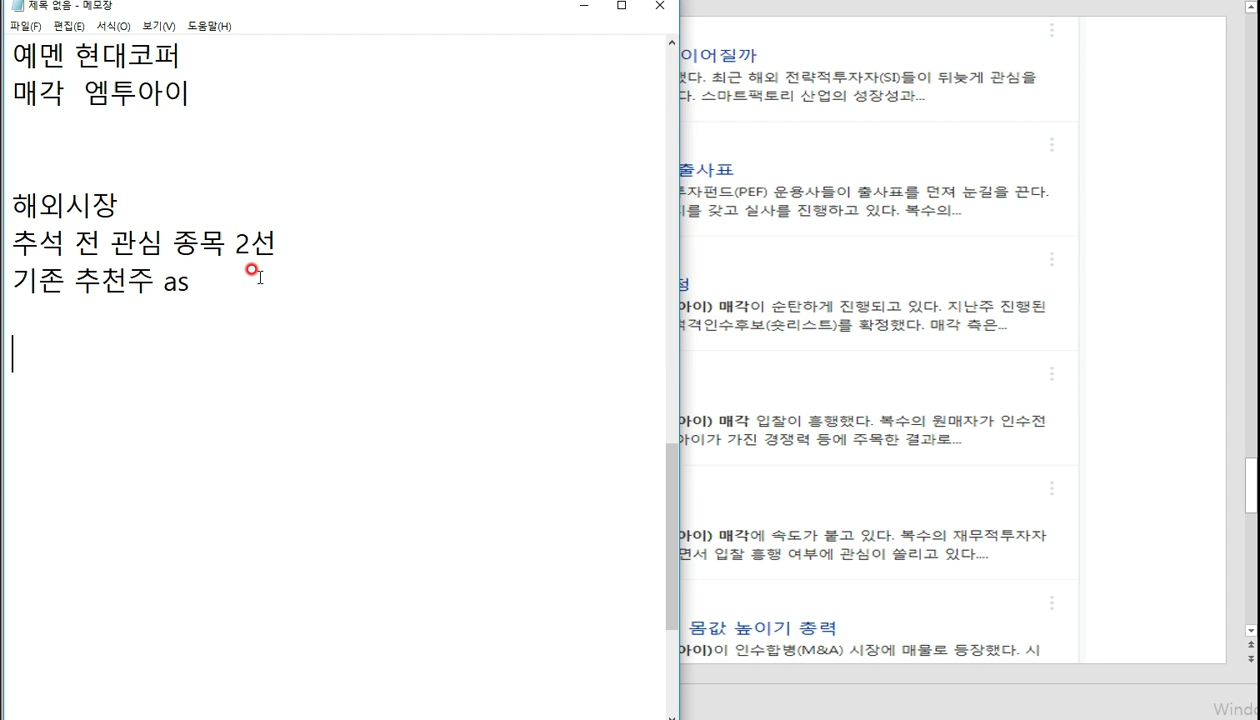 제목 없음 - 메모장
파일(F) 편집(E) 서식(O) 보기(V) 도움말(H)
예멘 현대코퍼
매각 엠투아이
해외시장
추석 전 관심 종목 2선
기존 추천주 as
이어질까
했다. 최근 해외 전략적투자자(SI)들이 뒤늦게 관심을
다. 스마트팩토리 산업의 성장성과...
출사표
투자펀드(PEF) 운용사들이 출사표를 던져 눈길을 끈다.
를 갖고 실사를 진행하고 있다. 복수의...
정
아이) 매각이 순탄하게 진행되고 있다. 지난주 진행된
적격인수후보(숏리스트)를 확정했다. 매각 측은...
아이) 매각 입찰이 흥행했다. 복수의 원매자가 인수전
아이가 가진 경쟁력 등에 주목한 결과로...
아이) 매각에 속도가 붙고 있다. 복수의 재무적투자자
면서 입찰 흥행 여부에 관심이 쏠리고 있다....
몸값 높이기 총력
아이)이 인수합병(M&A) 시장에 매물로 등장했다. 시
Windo